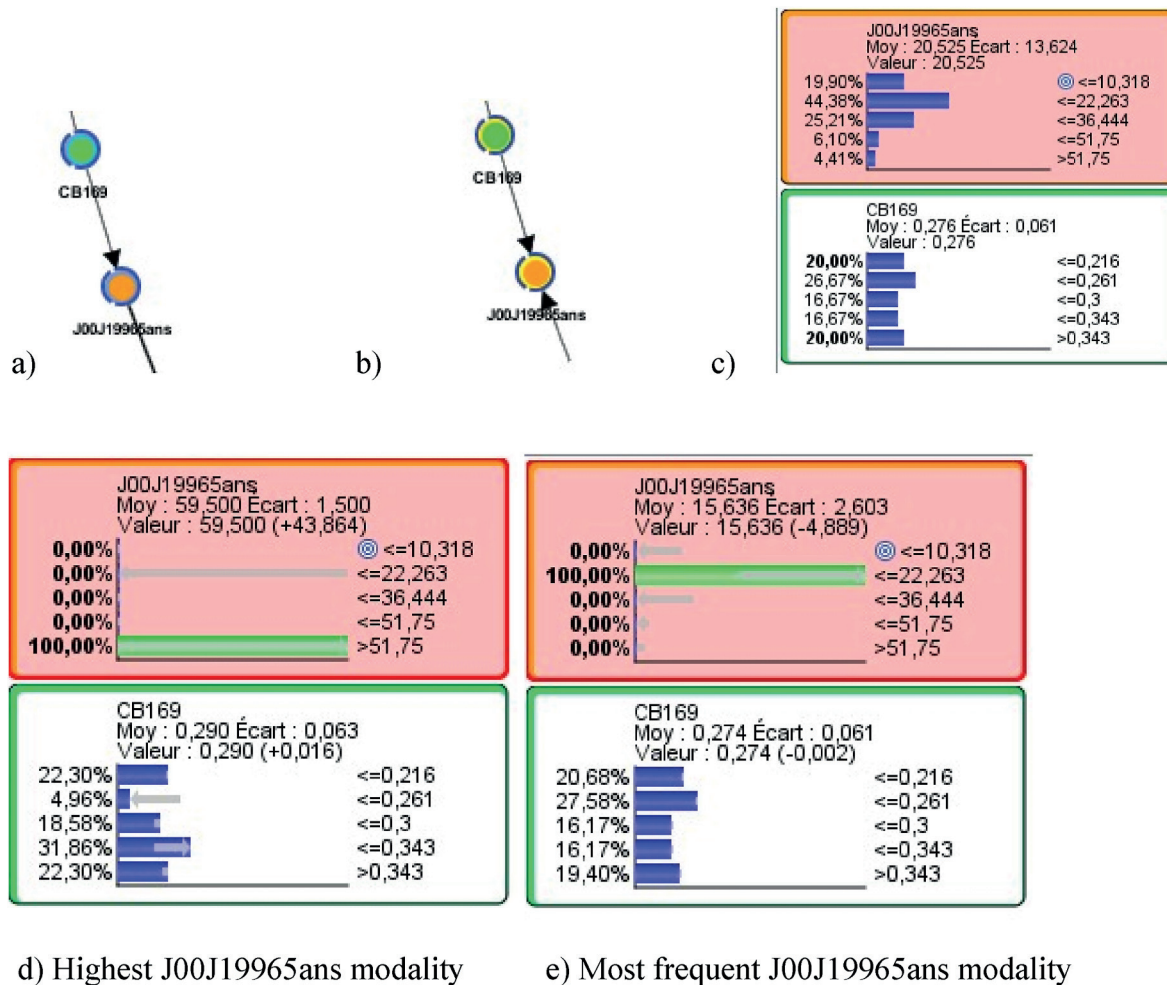 CB169
J00J19965ans
a)
CB169
J00J19965ans
b)
c)
J00J19965ans
Moy : 20,525 Écart : 13,624
Valeur : 20,525
19,90% <=10,318
44,38% <=22,263
25,21% <=36,444
6,10% <=51,75
4,41% >51,75
CB169
Moy : 0,276 Écart : 0,061
Valeur : 0,276
20,00% <=0,216
26,67% <=0,261
16,67% <=0,3
16,67% <=0,343
20,00% >0,343
J00J19965ans
Moy : 59,500 Écart : 1,500
Valeur : 59,500 (+43,864)
0,00% <=10,318
0,00% <=22,263
0,00% <=36,444
0,00% <=51,75
100,00% >51,75
CB169
Moy : 0,290 Écart : 0,063
Valeur : 0,290 (+0,016)
22,30% <=0,216
4,96% <=0,261
18,58% <=0,3
31,86% <=0,343
22,30% >0,343
J00J19965ans
Moy : 15,636 Écart : 2,603
Valeur : 15,636 (-4,889)
0,00% <=10,318
100,00% <=22,263
0,00% <=36,444
0,00% <=51,75
0,00% >51,75
CB169
Moy : 0,274 Écart : 0,061
Valeur : 0,274 (-0,002)
20,68% <=0,216
27,58% <=0,261
16,17% <=0,3
16,17% <=0,343
19,40% >0,343
d) Highest J00J19965ans modality
e) Most frequent J00J19965ans modality